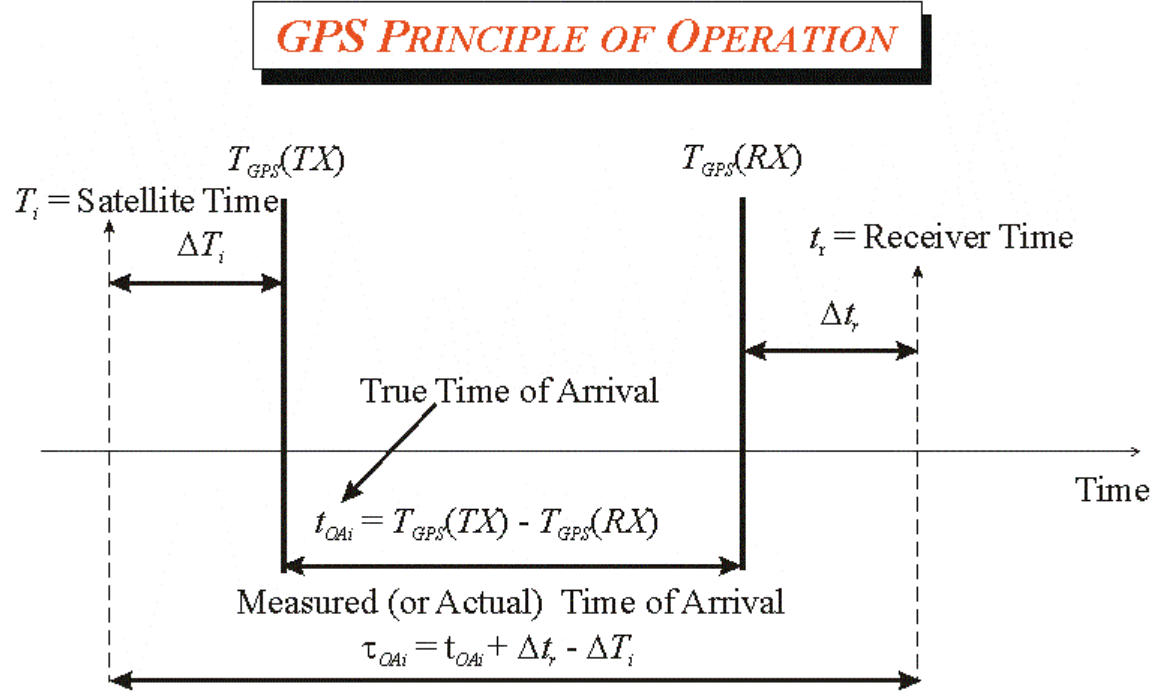 GPS PRINCIPLE OF OPERATION
T_GPS(TX)
T_GPS(RX)
T_i = Satellite Time
t_r = Receiver Time
ΔT_i
Δt_r
True Time of Arrival
Time
t_OAi = T_GPS(TX) - T_GPS(RX)
Measured (or Actual) Time of Arrival
τ_OAi = t_OAi + Δt_r - ΔT_i